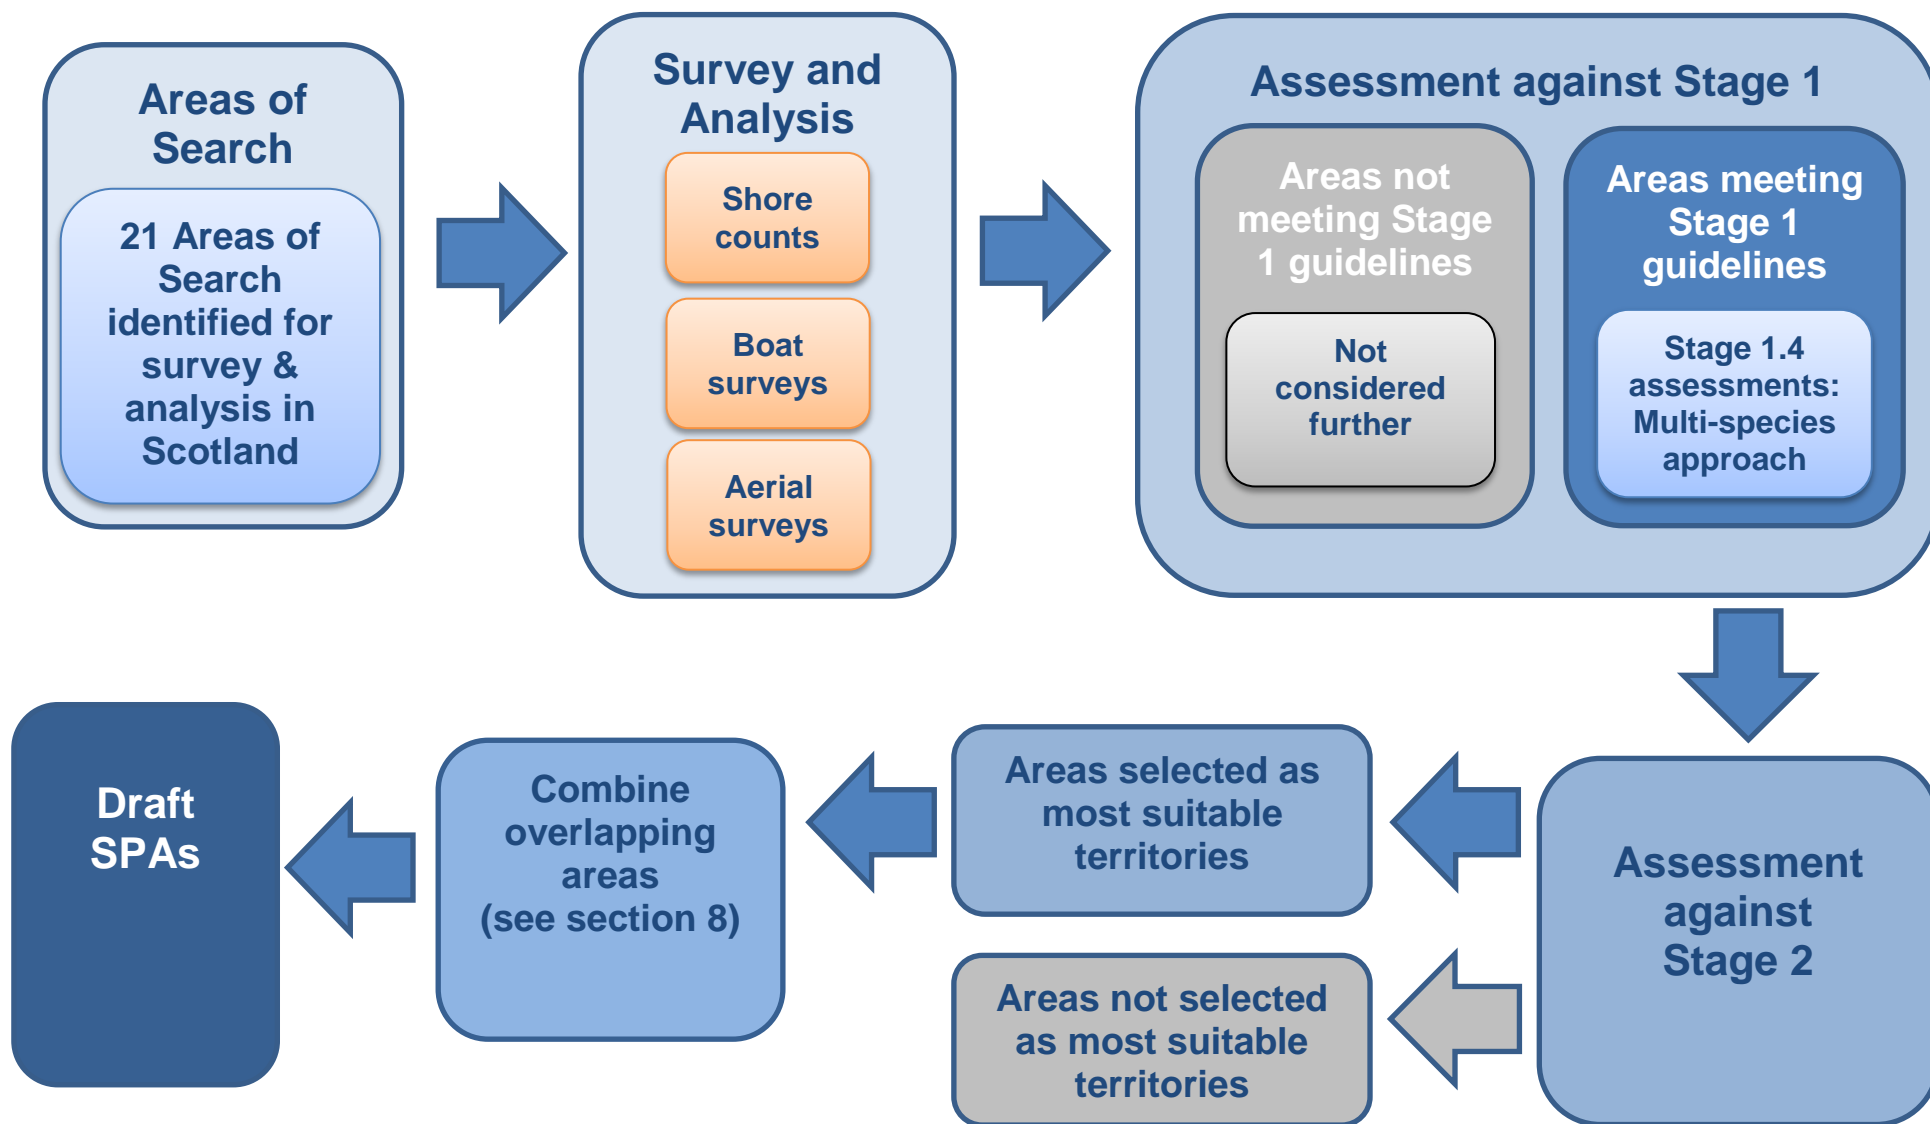 Areas of
Search
21 Areas of
Search
identified for
survey &
analysis in
Scotland
Survey and
Analysis
Shore
counts
Boat
surveys
Aerial
surveys
Assessment against Stage 1
Areas not
meeting Stage
1 guidelines
Not
considered
further
Areas meeting
Stage 1
guidelines
Stage 1.4
assessments:
Multi-species
approach
Assessment
against
Stage 2
Areas selected as
most suitable
territories
Areas not selected
as most suitable
territories
Combine
overlapping
areas
(see section 8)
Draft
SPAs